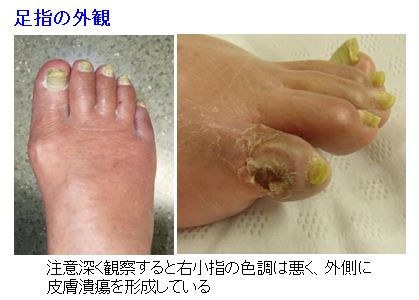 足指の外観
注意深く観察すると右小指の色調は悪く、外側に
皮膚潰瘍を形成している